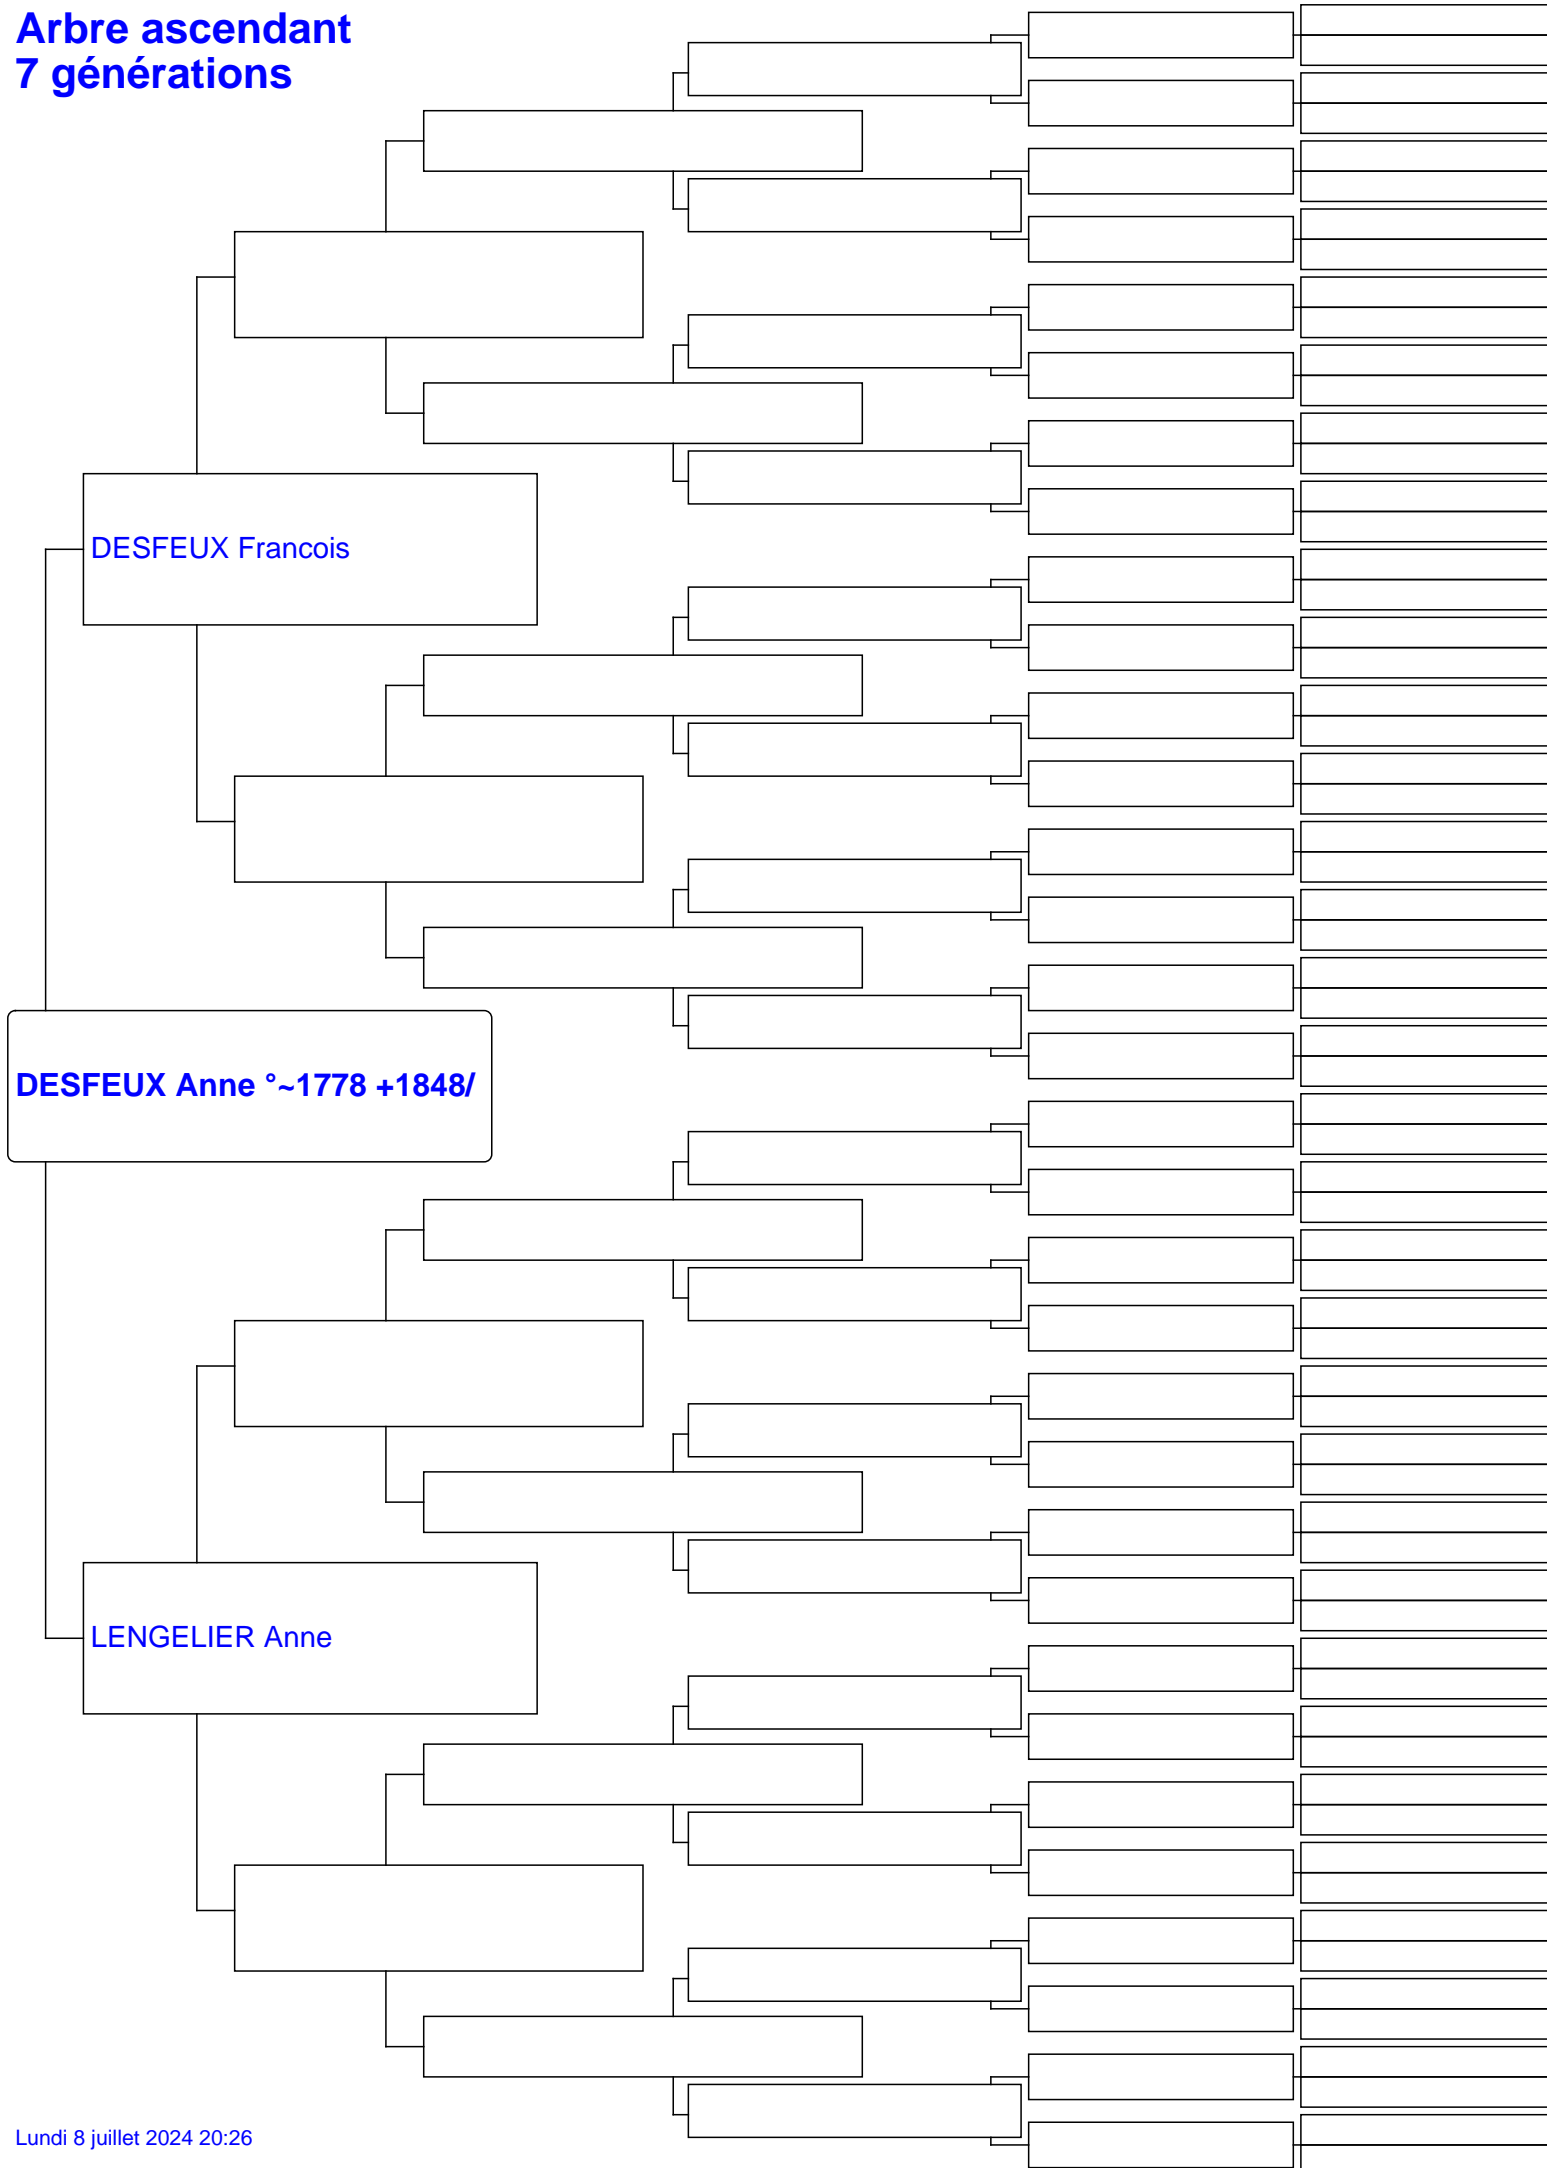 Arbre ascendant
7 générations
DESFEUX Francois
DESFEUX Anne °~1778 +1848/
LENGELIER Anne
Lundi 8 juillet 2024 20:26